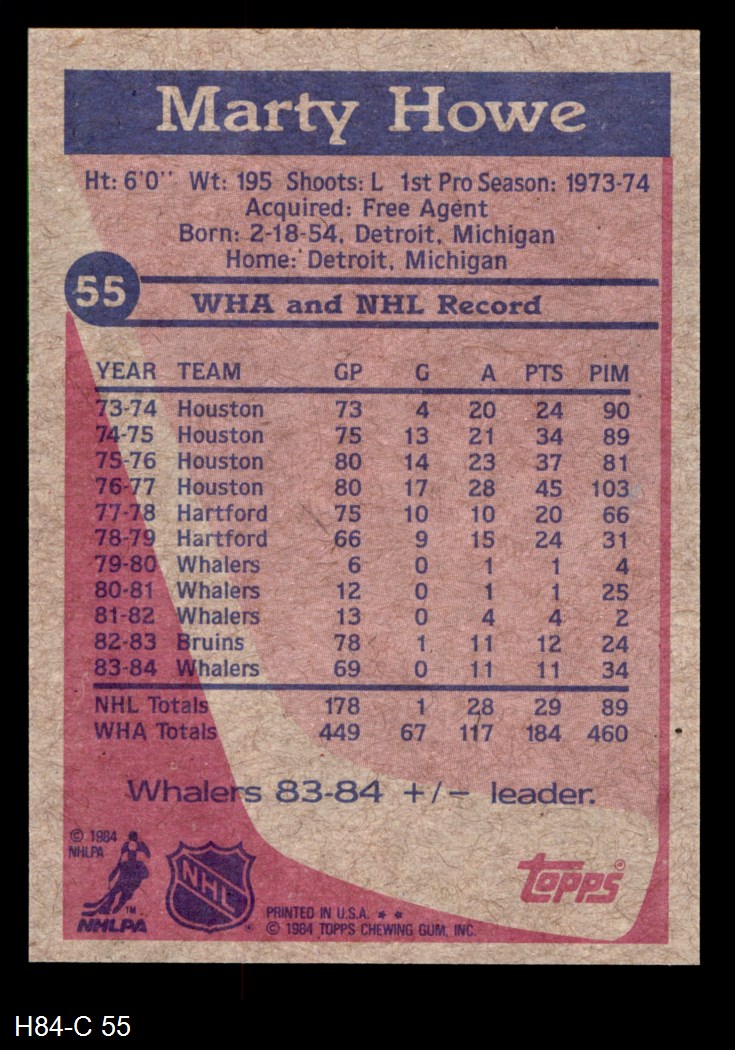 Marty Howe
Ht: 6'0" Wt: 195 Shoots: L 1st Pro Season: 1973-74
Acquired: Free Agent
Born: 2-18-54, Detroit, Michigan
Home: Detroit, Michigan
55
WHA and NHL Record
YEAR TEAM GP G A PTS PIM
73-74 Houston 73 4 20 24 90
74-75 Houston 75 13 21 34 89
75-76 Houston 80 14 23 37 81
76-77 Houston 80 17 28 45 103
77-78 Hartford 75 10 10 20 66
78-79 Hartford 66 9 15 24 31
79-80 Whalers 6 0 1 1 4
80-81 Whalers 12 0 1 1 25
81-82 Whalers 13 0 4 4 2
82-83 Bruins 78 1 11 12 24
83-84 Whalers 69 0 11 11 34
NHL Totals 178 1 28 29 89
WHA Totals 449 67 117 184 460
Whalers 83-84 +/- leader.
© 1984
NHLPA
TM
NHLPA
NHL
®
PRINTED IN U.S.A. **
© 1984 TOPPS CHEWING GUM, INC.
topps®
H84-C 55